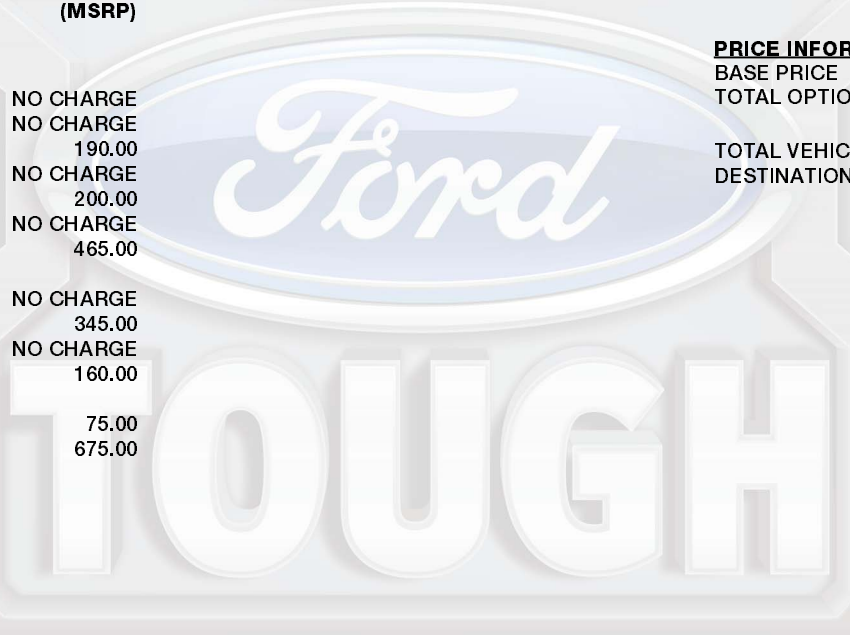 (MSRP)
NO CHARGE
NO CHARGE
190.00
NO CHARGE
200.00
NO CHARGE
465.00
NO CHARGE
345.00
NO CHARGE
160.00
75.00
675.00
PRICE INFOR
BASE PRICE
TOTAL OPTIO
TOTAL VEHIC
DESTINATION
Ford
TOUGH